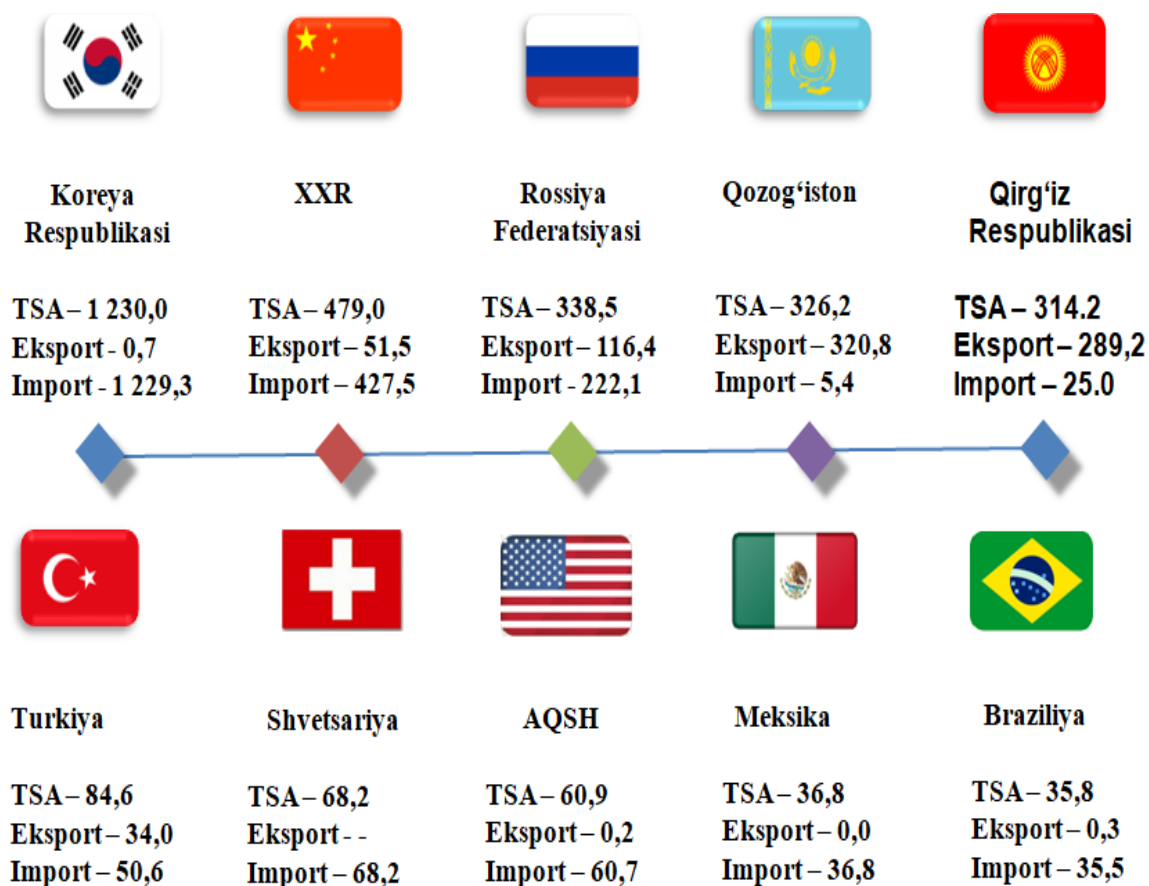 Koreya
Respublikasi
TSA – 1 230,0
Eksport - 0,7
Import - 1 229,3
XXR
TSA – 479,0
Eksport – 51,5
Import – 427,5
Rossiya
Federatsiyasi
TSA – 338,5
Eksport – 116,4
Import - 222,1
Qozog‘iston
TSA – 326,2
Eksport – 320,8
Import – 5,4
Qirg‘iz
Respublikasi
TSA – 314.2
Eksport – 289,2
Import – 25.0
Turkiya
TSA – 84,6
Eksport – 34,0
Import – 50,6
Shvetsariya
TSA – 68,2
Eksport - -
Import – 68,2
AQSH
TSA – 60,9
Eksport – 0,2
Import – 60,7
Meksika
TSA – 36,8
Eksport – 0,0
Import – 36,8
Braziliya
TSA – 35,8
Eksport – 0,3
Import – 35,5